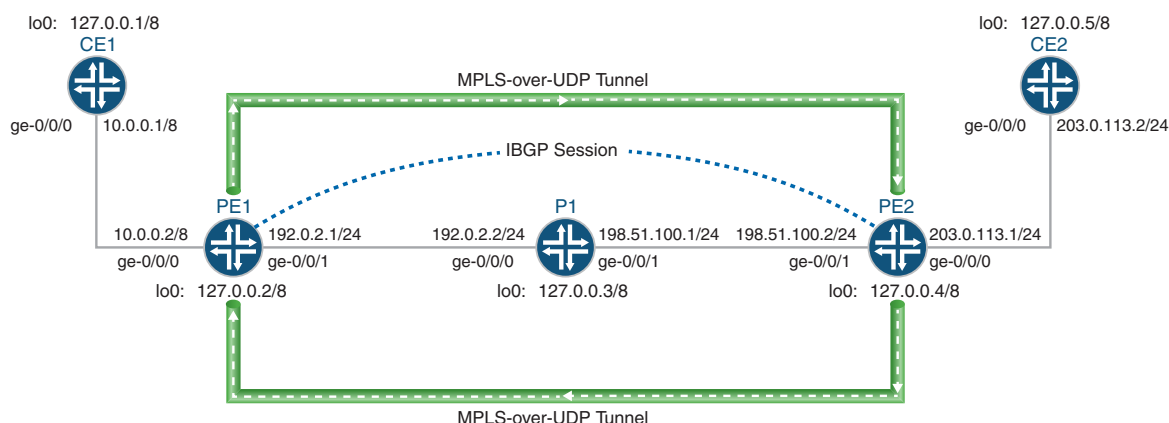 lo0: 127.0.0.1/8
CE1
ge-0/0/0
10.0.0.1/8
lo0: 127.0.0.5/8
CE2
ge-0/0/0
203.0.113.2/24
MPLS-over-UDP Tunnel
IBGP Session
PE1
P1
PE2
10.0.0.2/8
192.0.2.1/24
192.0.2.2/24
198.51.100.1/24
198.51.100.2/24
203.0.113.1/24
ge-0/0/0
ge-0/0/1
ge-0/0/0
ge-0/0/1
ge-0/0/1
ge-0/0/0
lo0: 127.0.0.2/8
lo0: 127.0.0.3/8
lo0: 127.0.0.4/8
MPLS-over-UDP Tunnel